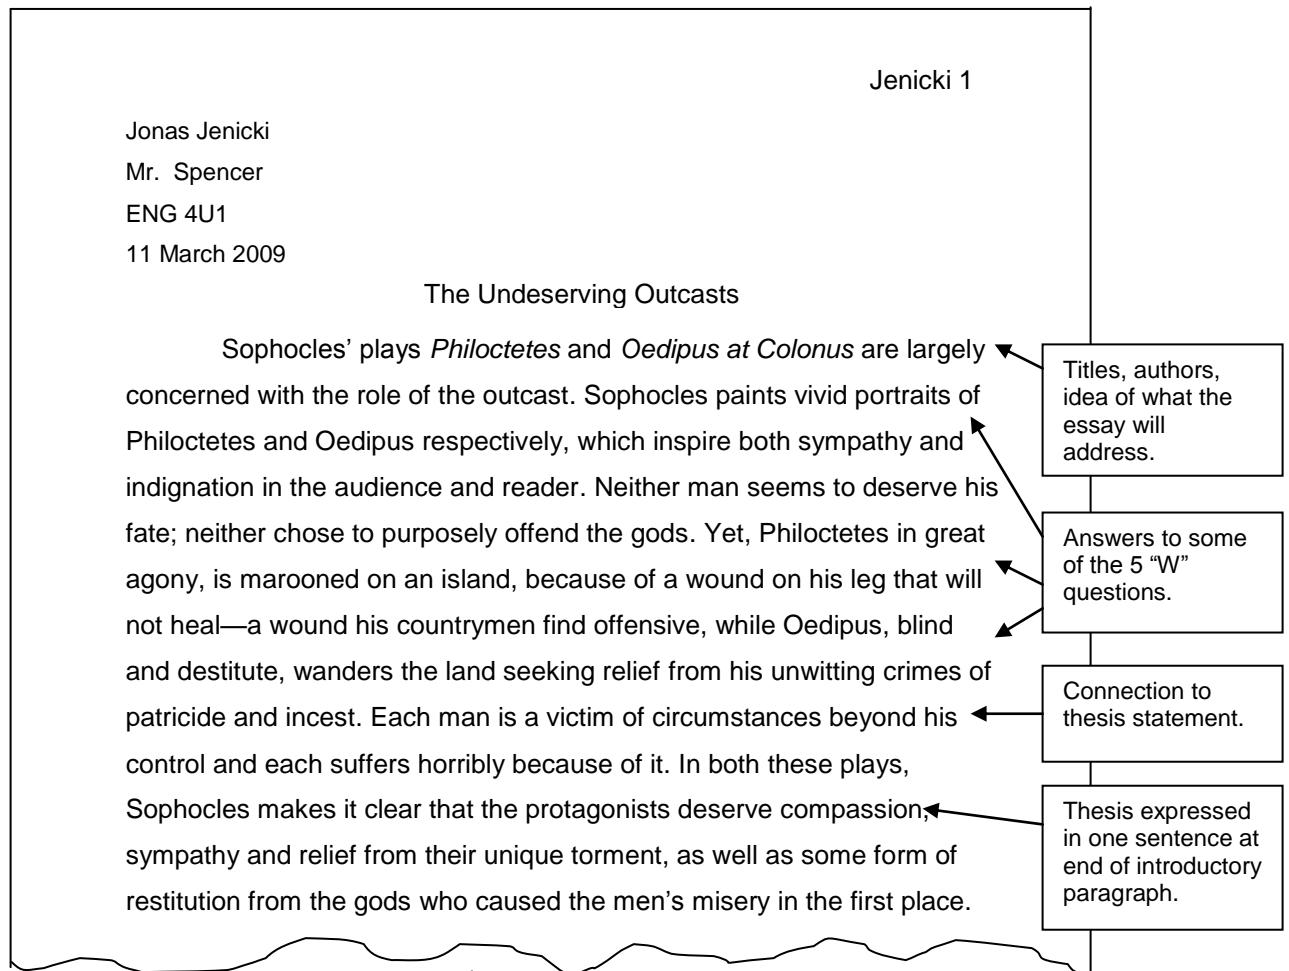 Jenicki 1
Jonas Jenicki
Mr.  Spencer
ENG 4U1
11 March 2009
The Undeserving Outcasts
Sophocles’ plays Philoctetes and Oedipus at Colonus are largely
concerned with the role of the outcast. Sophocles paints vivid portraits of
Philoctetes and Oedipus respectively, which inspire both sympathy and
indignation in the audience and reader. Neither man seems to deserve his
fate; neither chose to purposely offend the gods. Yet, Philoctetes in great
agony, is marooned on an island, because of a wound on his leg that will
not heal—a wound his countrymen find offensive, while Oedipus, blind
and destitute, wanders the land seeking relief from his unwitting crimes of
patricide and incest. Each man is a victim of circumstances beyond his
control and each suffers horribly because of it. In both these plays,
Sophocles makes it clear that the protagonists deserve compassion,
sympathy and relief from their unique torment, as well as some form of
restitution from the gods who caused the men’s misery in the first place.
Titles, authors,
idea of what the
essay will
address.
Answers to some
of the 5 “W”
questions.
Connection to
thesis statement.
Thesis expressed
in one sentence at
end of introductory
paragraph.